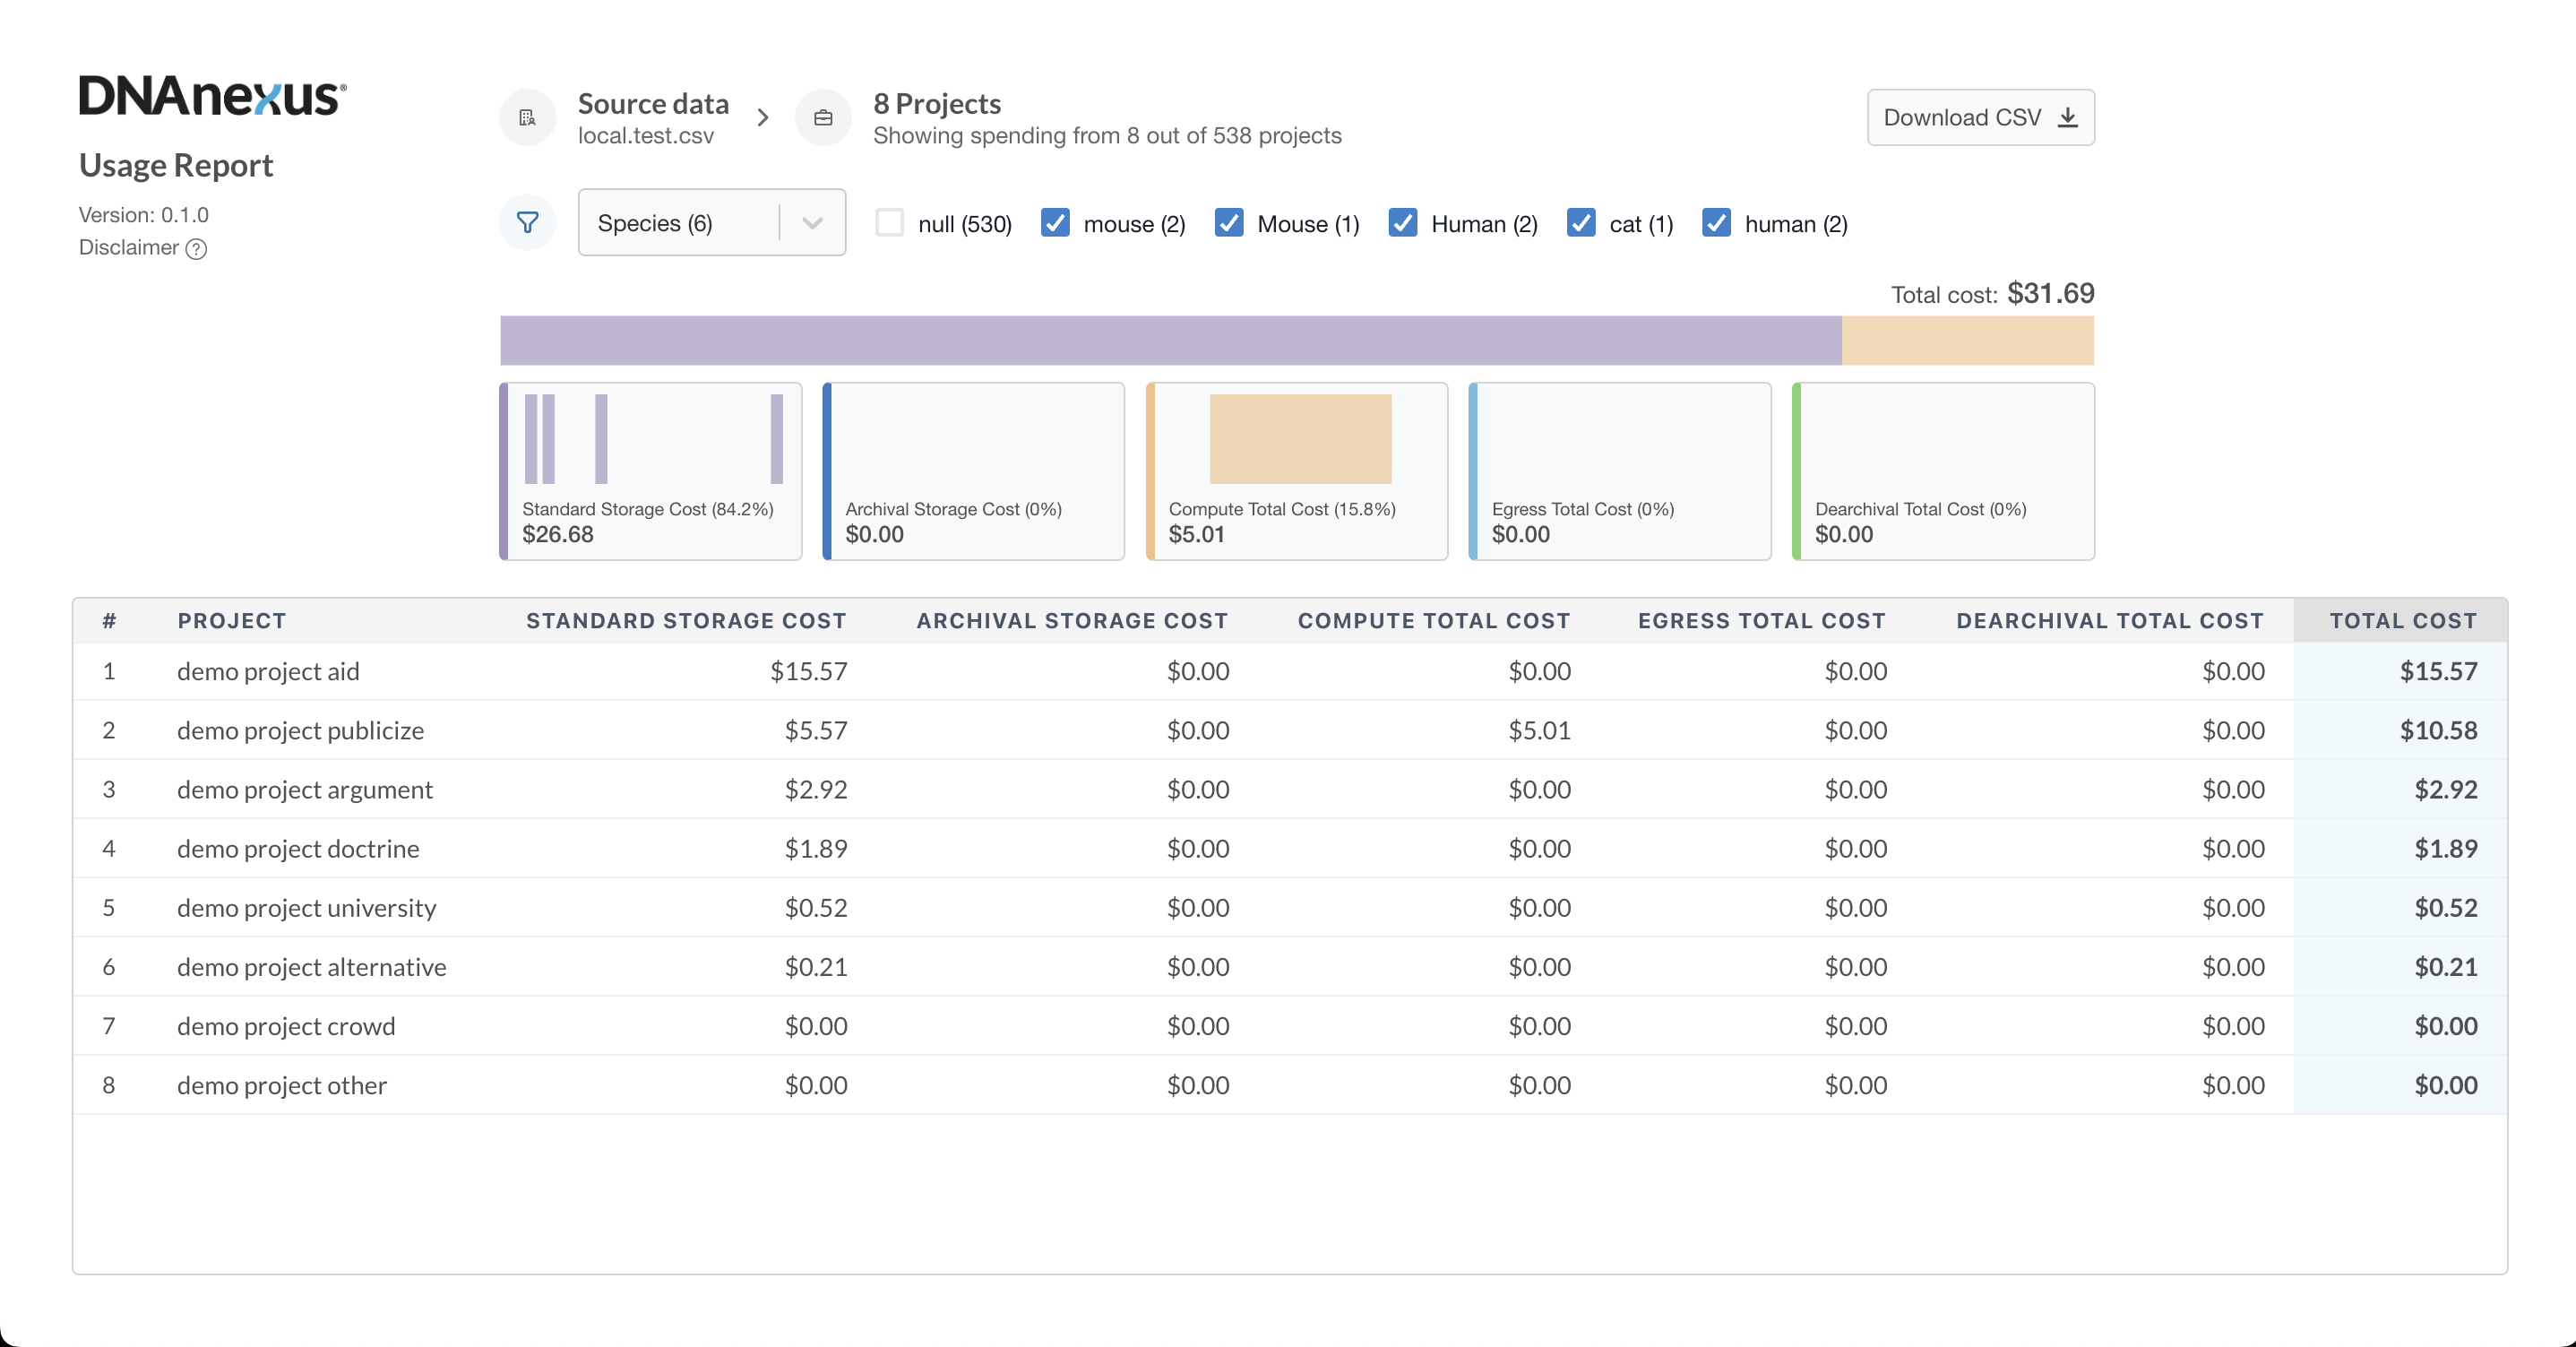 DNAnexus®
Usage Report
Version: 0.1.0
Disclaimer ?
Source data
local.test.csv
8 Projects
Showing spending from 8 out of 538 projects
Download CSV
Species (6)
null (530) mouse (2) Mouse (1) Human (2) cat (1) human (2)
Total cost: $31.69
Standard Storage Cost (84.2%)
$26.68
Archival Storage Cost (0%)
$0.00
Compute Total Cost (15.8%)
$5.01
Egress Total Cost (0%)
$0.00
Dearchival Total Cost (0%)
$0.00
# PROJECT STANDARD STORAGE COST ARCHIVAL STORAGE COST COMPUTE TOTAL COST EGRESS TOTAL COST DEARCHIVAL TOTAL COST TOTAL COST
1 demo project aid $15.57 $0.00 $0.00 $0.00 $0.00 $15.57
2 demo project publicize $5.57 $0.00 $5.01 $0.00 $0.00 $10.58
3 demo project argument $2.92 $0.00 $0.00 $0.00 $0.00 $2.92
4 demo project doctrine $1.89 $0.00 $0.00 $0.00 $0.00 $1.89
5 demo project university $0.52 $0.00 $0.00 $0.00 $0.00 $0.52
6 demo project alternative $0.21 $0.00 $0.00 $0.00 $0.00 $0.21
7 demo project crowd $0.00 $0.00 $0.00 $0.00 $0.00 $0.00
8 demo project other $0.00 $0.00 $0.00 $0.00 $0.00 $0.00